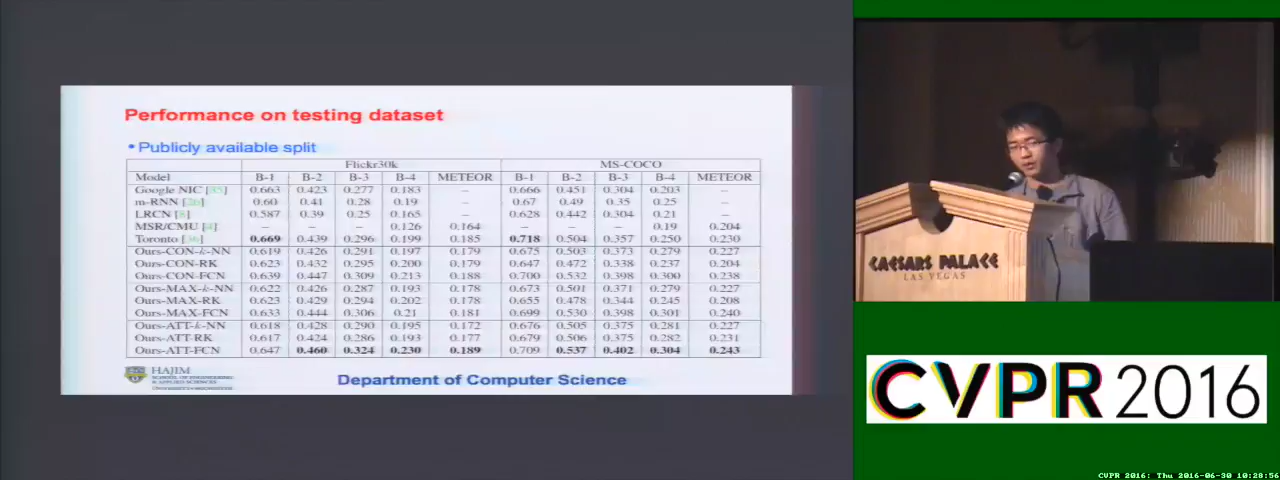 Performance on testing dataset
• Publicly available split
Flickr30k MS-COCO
Model B-1 B-2 B-3 B-4 METEOR B-1 B-2 B-3 B-4 METEOR
Google NIC [35] 0.663 0.423 0.277 0.183 – 0.666 0.451 0.304 0.203 –
m-RNN [26] 0.60 0.41 0.28 0.19 – 0.67 0.49 0.35 0.25 –
LRCN [8] 0.587 0.39 0.25 0.165 – 0.628 0.442 0.304 0.21 –
MSR/CMU [4] – – – 0.126 0.164 – – – 0.19 0.204
Toronto [36] 0.669 0.439 0.296 0.199 0.185 0.718 0.504 0.357 0.250 0.230
Ours-CON-k-NN 0.619 0.426 0.291 0.197 0.179 0.675 0.503 0.373 0.279 0.227
Ours-CON-RK 0.623 0.432 0.295 0.200 0.179 0.647 0.472 0.338 0.237 0.204
Ours-CON-FCN 0.639 0.447 0.309 0.213 0.188 0.700 0.532 0.398 0.300 0.238
Ours-MAX-k-NN 0.622 0.426 0.287 0.193 0.178 0.673 0.501 0.371 0.279 0.227
Ours-MAX-RK 0.623 0.429 0.294 0.202 0.178 0.655 0.478 0.344 0.245 0.208
Ours-MAX-FCN 0.633 0.444 0.306 0.21 0.181 0.699 0.530 0.398 0.301 0.240
Ours-ATT-k-NN 0.618 0.428 0.290 0.195 0.172 0.676 0.505 0.375 0.281 0.227
Ours-ATT-RK 0.617 0.424 0.286 0.193 0.177 0.679 0.506 0.375 0.282 0.231
Ours-ATT-FCN 0.647 0.460 0.324 0.230 0.189 0.709 0.537 0.402 0.304 0.243
HAJIM
SCHOOL OF ENGINEERING
& APPLIED SCIENCES
UNIVERSITY of ROCHESTER
Department of Computer Science
CAESARS PALACE
LAS VEGAS
CVPR 2016
CVPR 2016: Thu 2016-06-30 10:28:56